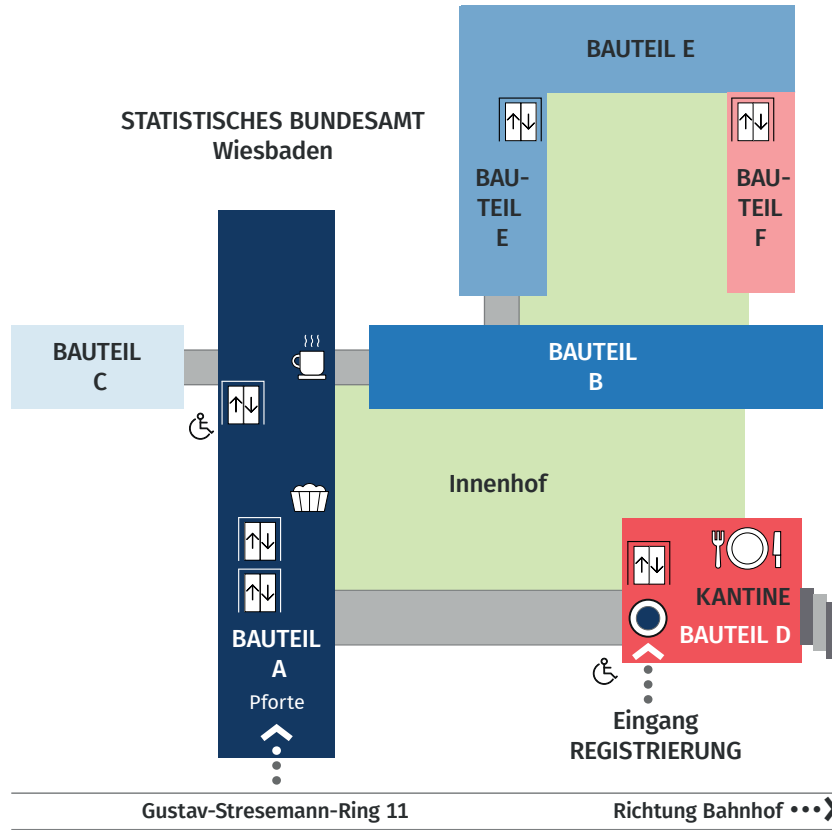 BAUTEIL E
STATISTISCHES BUNDESAMT
Wiesbaden
BAU-
TEIL
E
BAU-
TEIL
F
BAUTEIL
C
BAUTEIL
B
Innenhof
KANTINE
BAUTEIL D
BAUTEIL
A
Pforte
Eingang
REGISTRIERUNG
Gustav-Stresemann-Ring 11
Richtung Bahnhof